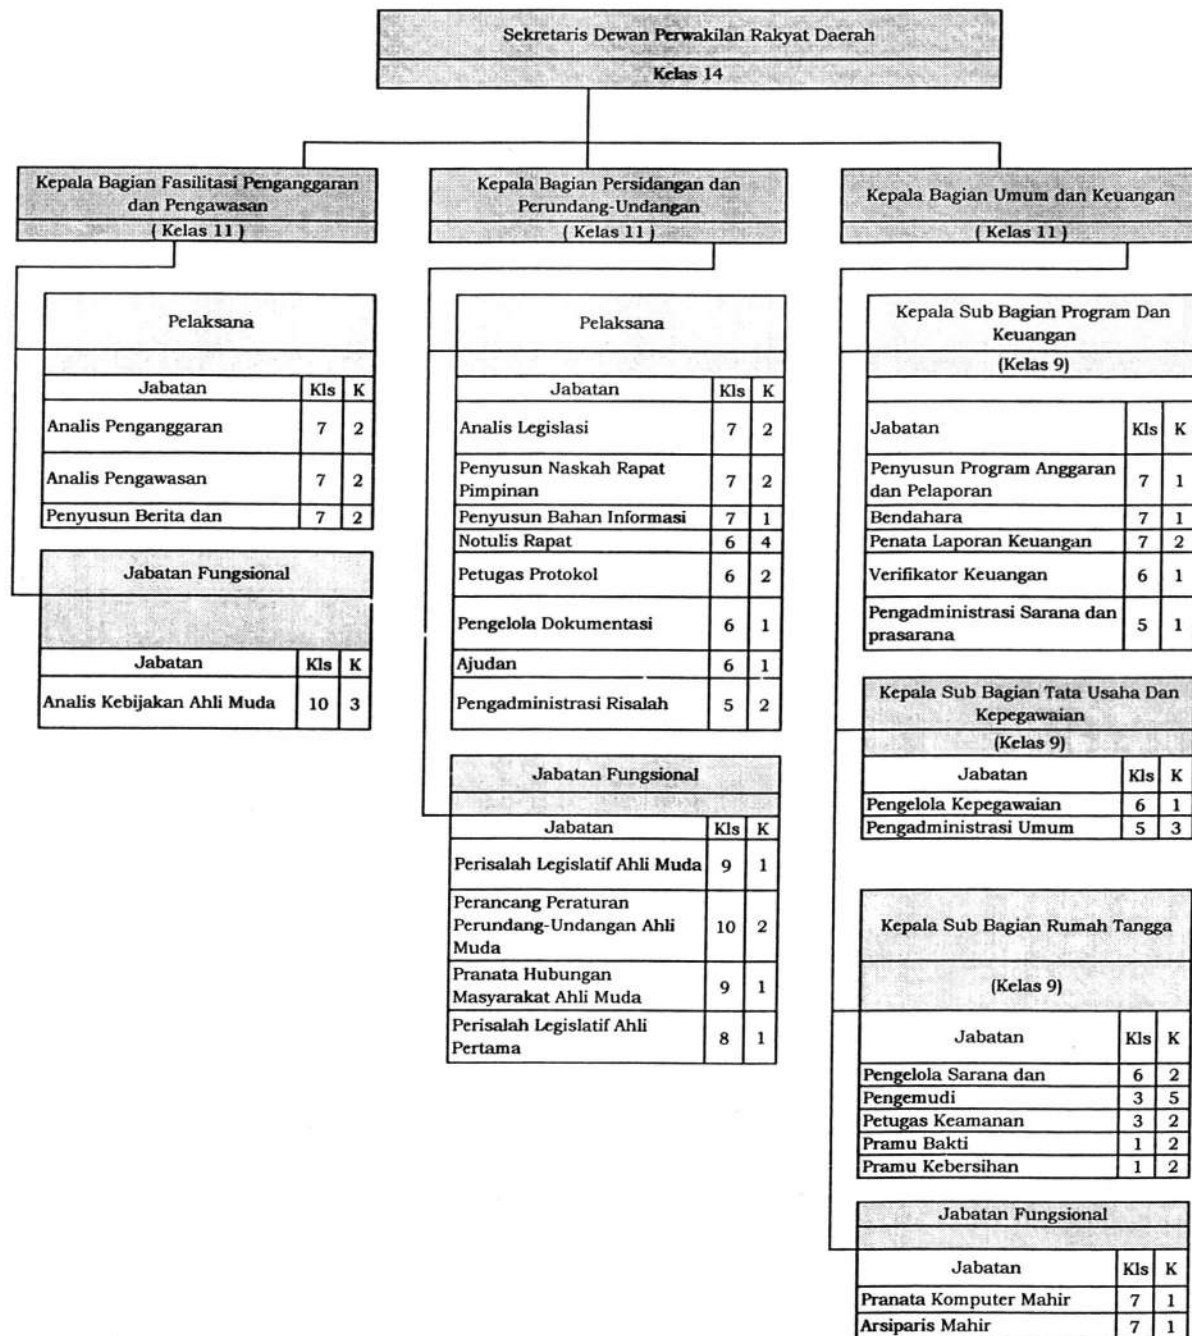 Sekretaris Dewan Perwakilan Rakyat Daerah
Kelas 14
Kepala Bagian Fasilitasi Penganggaran
dan Pengawasan
( Kelas 11 )
Pelaksana
Jabatan Kls K
Analis Penganggaran 7 2
Analis Pengawasan 7 2
Penyusun Berita dan 7 2
Jabatan Fungsional
Jabatan Kls K
Analis Kebijakan Ahli Muda 10 3
Kepala Bagian Persidangan dan
Perundang-Undangan
( Kelas 11 )
Pelaksana
Jabatan Kls K
Analis Legislasi 7 2
Penyusun Naskah Rapat
Pimpinan 7 2
Penyusun Bahan Informasi 7 1
Notulis Rapat 6 4
Petugas Protokol 6 2
Pengelola Dokumentasi 6 1
Ajudan 6 1
Pengadministrasi Risalah 5 2
Jabatan Fungsional
Jabatan Kls K
Perisalah Legislatif Ahli Muda 9 1
Perancang Peraturan
Perundang-Undangan Ahli 10 2
Muda
Pranata Hubungan
Masyarakat Ahli Muda 9 1
Perisalah Legislatif Ahli
Pertama 8 1
Kepala Bagian Umum dan Keuangan
( Kelas 11 )
Kepala Sub Bagian Program Dan
Keuangan
(Kelas 9)
Jabatan Kls K
Penyusun Program Anggaran
dan Pelaporan 7 1
Bendahara 7 1
Penata Laporan Keuangan 7 2
Verifikator Keuangan 6 1
Pengadministrasi Sarana dan
prasarana 5 1
Kepala Sub Bagian Tata Usaha Dan
Kepegawaian
(Kelas 9)
Jabatan Kls K
Pengelola Kepegawaian 6 1
Pengadministrasi Umum 5 3
Kepala Sub Bagian Rumah Tangga
(Kelas 9)
Jabatan Kls K
Pengelola Sarana dan 6 2
Pengemudi 3 5
Petugas Keamanan 3 2
Pramu Bakti 1 2
Pramu Kebersihan 1 2
Jabatan Fungsional
Jabatan Kls K
Pranata Komputer Mahir 7 1
Arsiparis Mahir 7 1